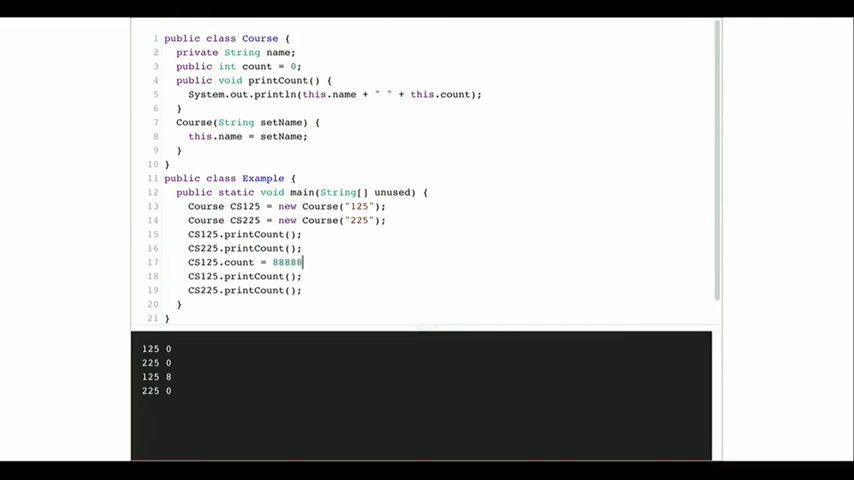 1 public class Course {
2 private String name;
3 public int count = 0;
4 public void printCount() {
5 System.out.println(this.name + " " + this.count);
6 }
7 Course(String setName) {
8 this.name = setName;
9 }
10 }
11 public class Example {
12 public static void main(String[] unused) {
13 Course CS125 = new Course("125");
14 Course CS225 = new Course("225");
15 CS125.printCount();
16 CS225.printCount();
17 CS125.count = 88888
18 CS125.printCount();
19 CS225.printCount();
20 }
21 }
125 0
225 0
125 8
225 0